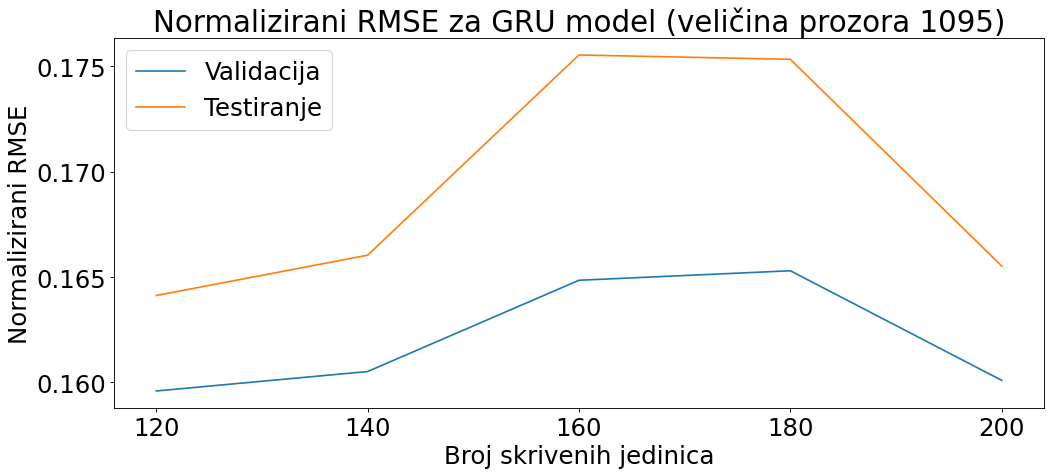 Normalizirani RMSE za GRU model (veličina prozora 1095)
Validacija
Testiranje
Normalizirani RMSE
0.175
0.170
0.165
0.160
120 140 160 180 200
Broj skrivenih jedinica